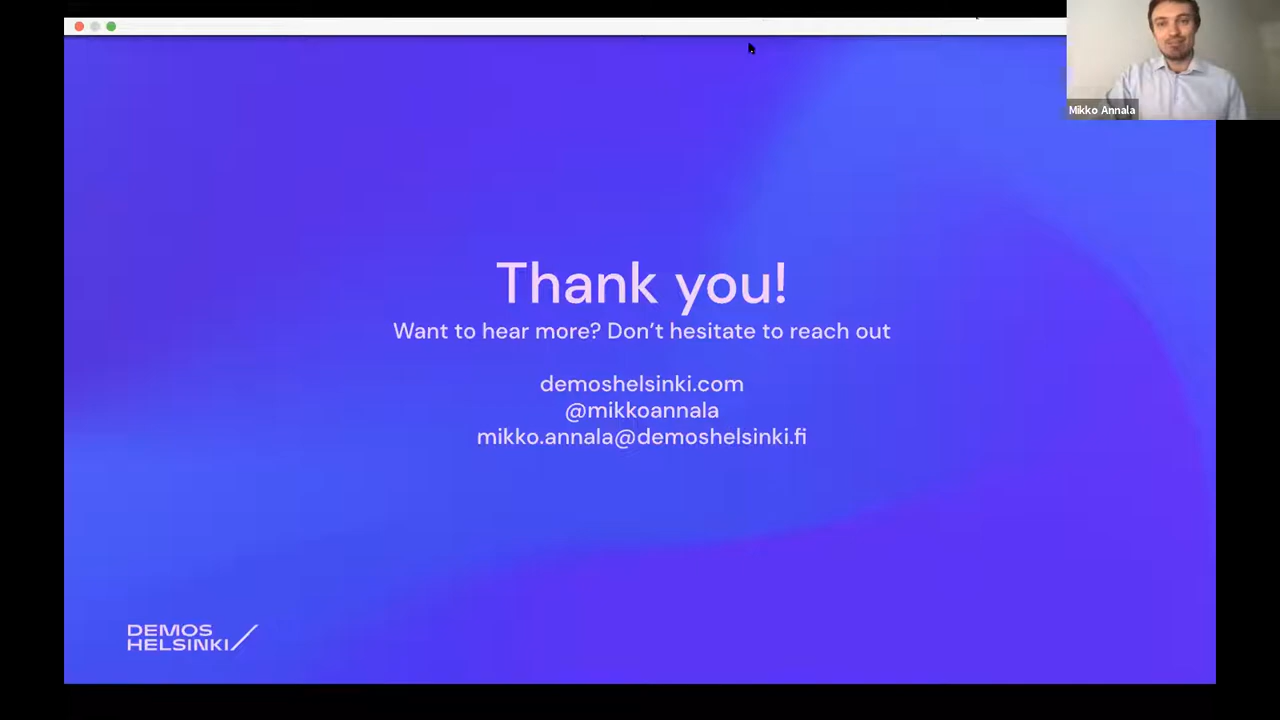 Mikko Annala
Thank you!
Want to hear more? Don’t hesitate to reach out
demoshelsinki.com
@mikkoannala
mikko.annala@demoshelsinki.fi
DEMOS
HELSINKI